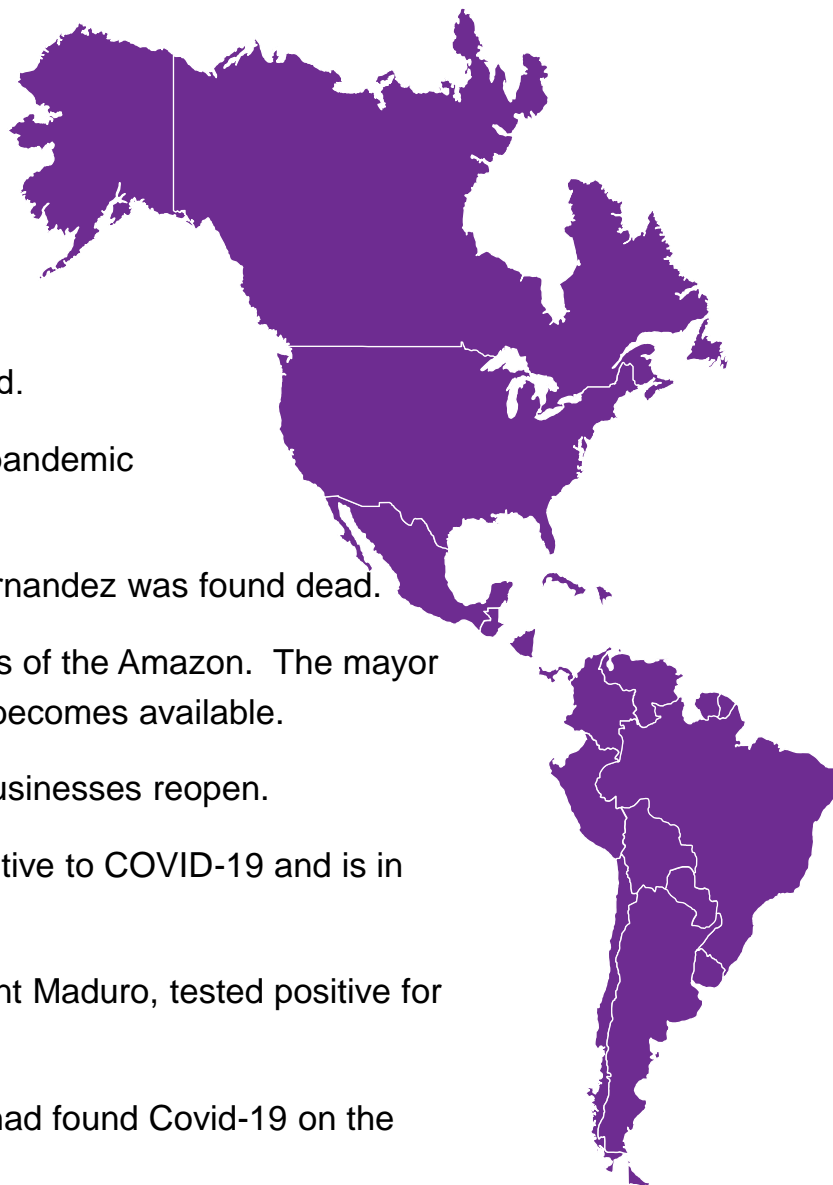 d.
pandemic
rnandez was found dead.
s of the Amazon. The mayor
becomes available.
usinesses reopen.
tive to COVID-19 and is in
nt Maduro, tested positive for
had found Covid-19 on the